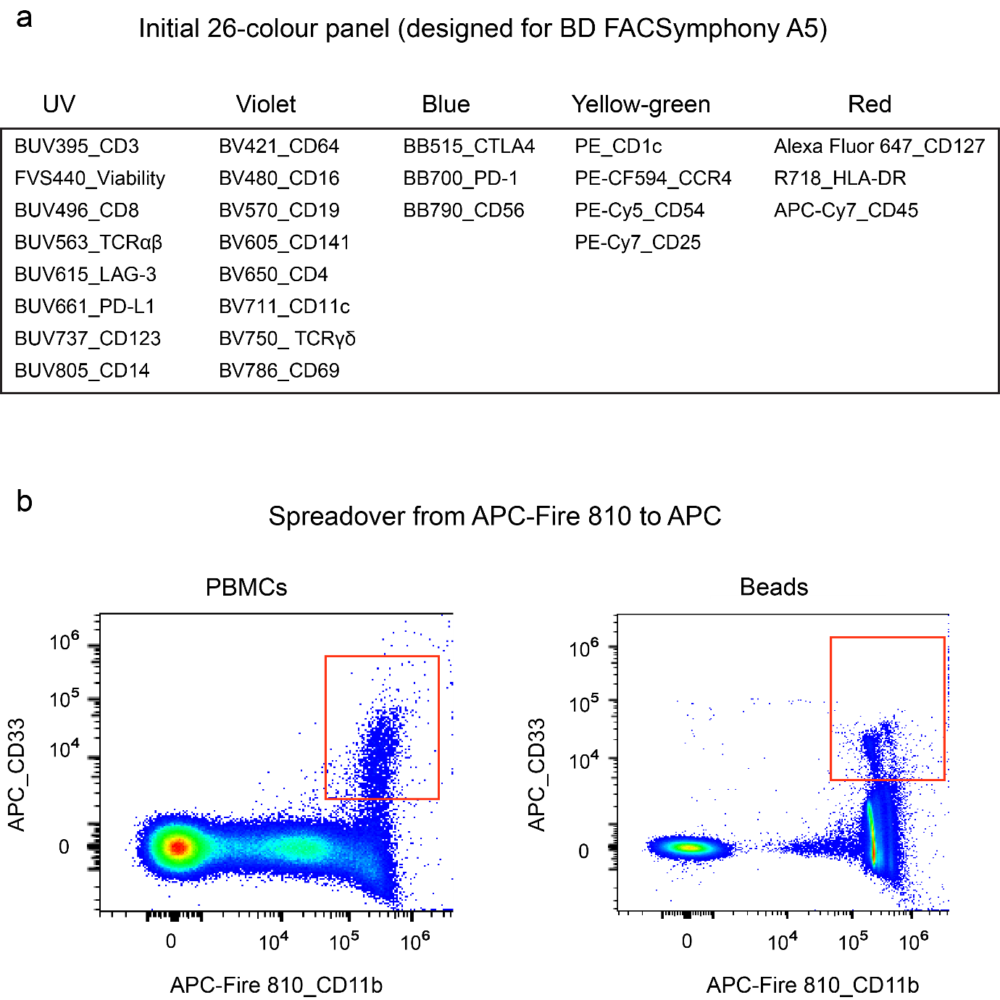 a
Initial 26-colour panel (designed for BD FACSymphony A5)
UV Violet Blue Yellow-green Red
BUV395_CD3 BV421_CD64 BB515_CTLA4 PE_CD1c Alexa Fluor 647_CD127
FVS440_Viability BV480_CD16 BB700_PD-1 PE-CF594_CCR4 R718_HLA-DR
BUV496_CD8 BV570_CD19 BB790_CD56 PE-Cy5_CD54 APC-Cy7_CD45
BUV563_TCRαβ BV605_CD141 PE-Cy7_CD25
BUV615_LAG-3 BV650_CD4
BUV661_PD-L1 BV711_CD11c
BUV737_CD123 BV750_ TCRγδ
BUV805_CD14 BV786_CD69
b
Spreadover from APC-Fire 810 to APC
PBMCs
10⁶
10⁵
10⁴
0
APC_CD33
0 10⁴ 10⁵ 10⁶
APC-Fire 810_CD11b
Beads
10⁶
10⁵
10⁴
0
APC_CD33
0 10⁴ 10⁵ 10⁶
APC-Fire 810_CD11b